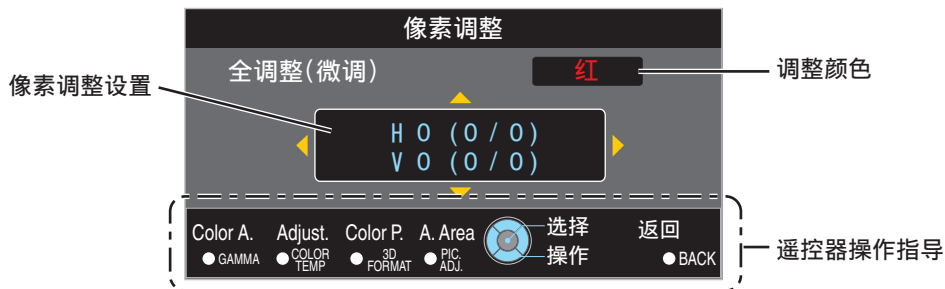 像素调整
全调整(微调)
红
调整颜色
像素调整设置
H 0 (0 / 0)
V 0 (0 / 0)
Color A. Adjust. Color P. A. Area 选择 返回
GAMMA COLOR TEMP 3D FORMAT PIC. ADJ. 操作 BACK
遥控器操作指导